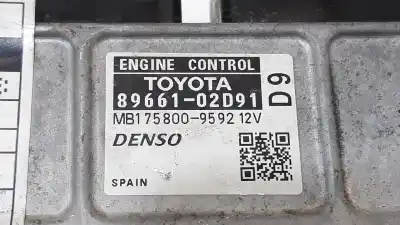 ENGINE CONTROL
TOYOTA
89661-02D91
D9
MB175800-9592 12V
DENSO
SPAIN